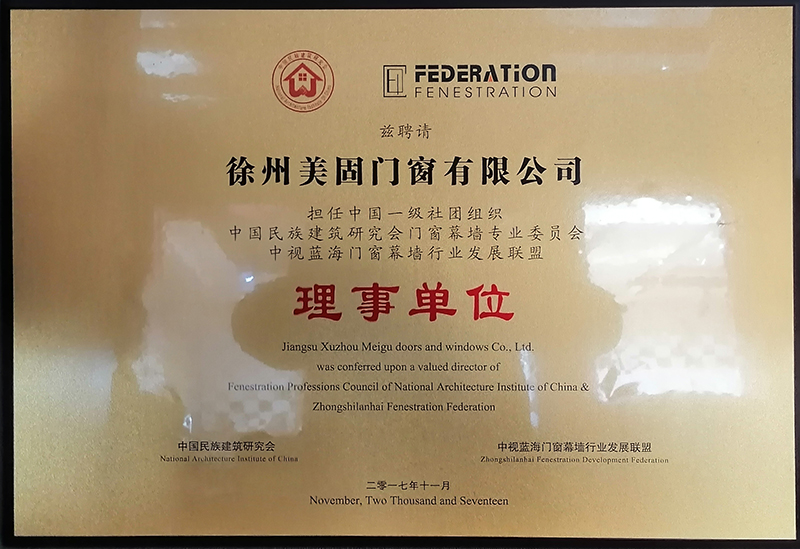 FEDERATiON
FENESTRATION
兹聘请
徐州美固门窗有限公司
担任中国一级社团组织
中国民族建筑研究会门窗幕墙专业委员会
中视蓝海门窗幕墙行业发展联盟
理事单位
Jiangsu Xuzhou Meigu doors and windows Co., Ltd.
was conferred upon a valued director of
Fenestration Professions Council of National Architecture Institute of China &
Zhongshilanhai Fenestration Federation
中国民族建筑研究会
National Architecture Institute of China
中视蓝海门窗幕墙行业发展联盟
Zhongshilanhai Fenestration Development Federation
二零一七年十一月
November, Two Thousand and Seventeen